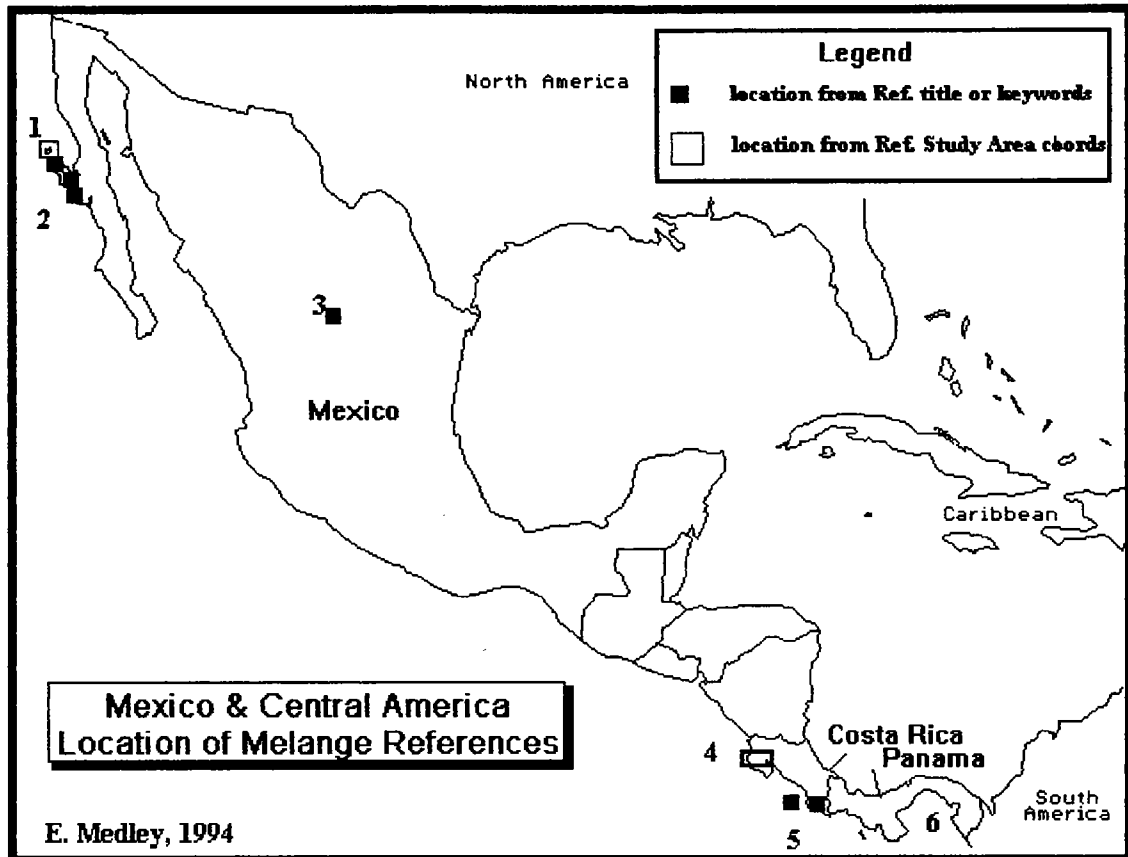 Legend
North America
location from Ref. title or keywords
location from Ref. Study Area coords
1
2
3
Mexico
Caribbean
Mexico & Central America
Location of Melange References
4
Costa Rica
Panama
South
America
5
6
E. Medley, 1994